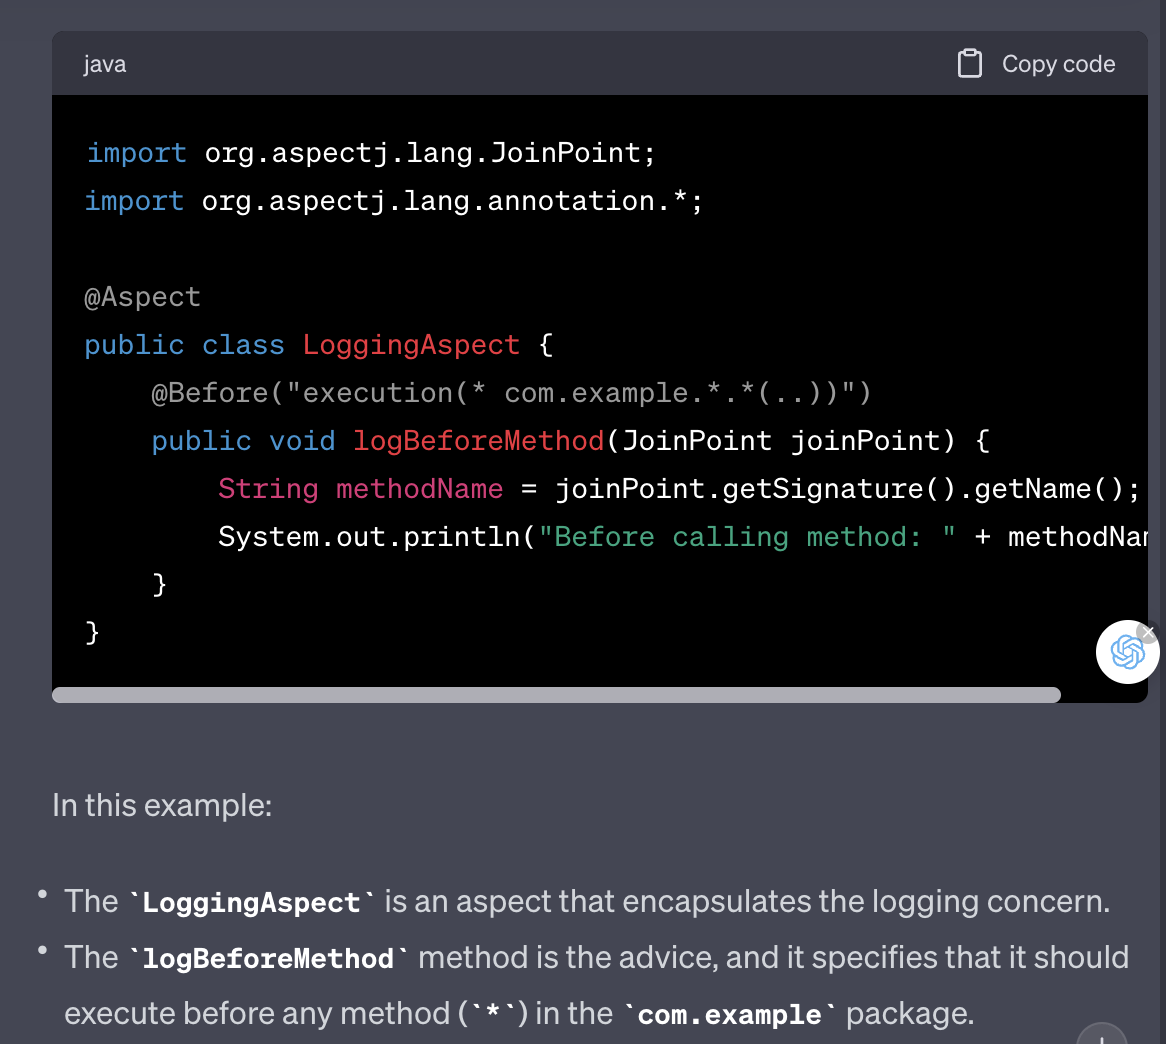 java
Copy code
import org.aspectj.lang.JoinPoint;
import org.aspectj.lang.annotation.*;
@Aspect
public class LoggingAspect {
@Before("execution(* com.example.*.*(..))")
public void logBeforeMethod(JoinPoint joinPoint) {
String methodName = joinPoint.getSignature().getName();
System.out.println("Before calling method: " +
}
}
In this example:
• The `LoggingAspect` is an aspect that encapsulates the logging concern.
• The `logBeforeMethod` method is the advice, and it specifies that it should
execute before any method (`*`) in the `com.example` package.